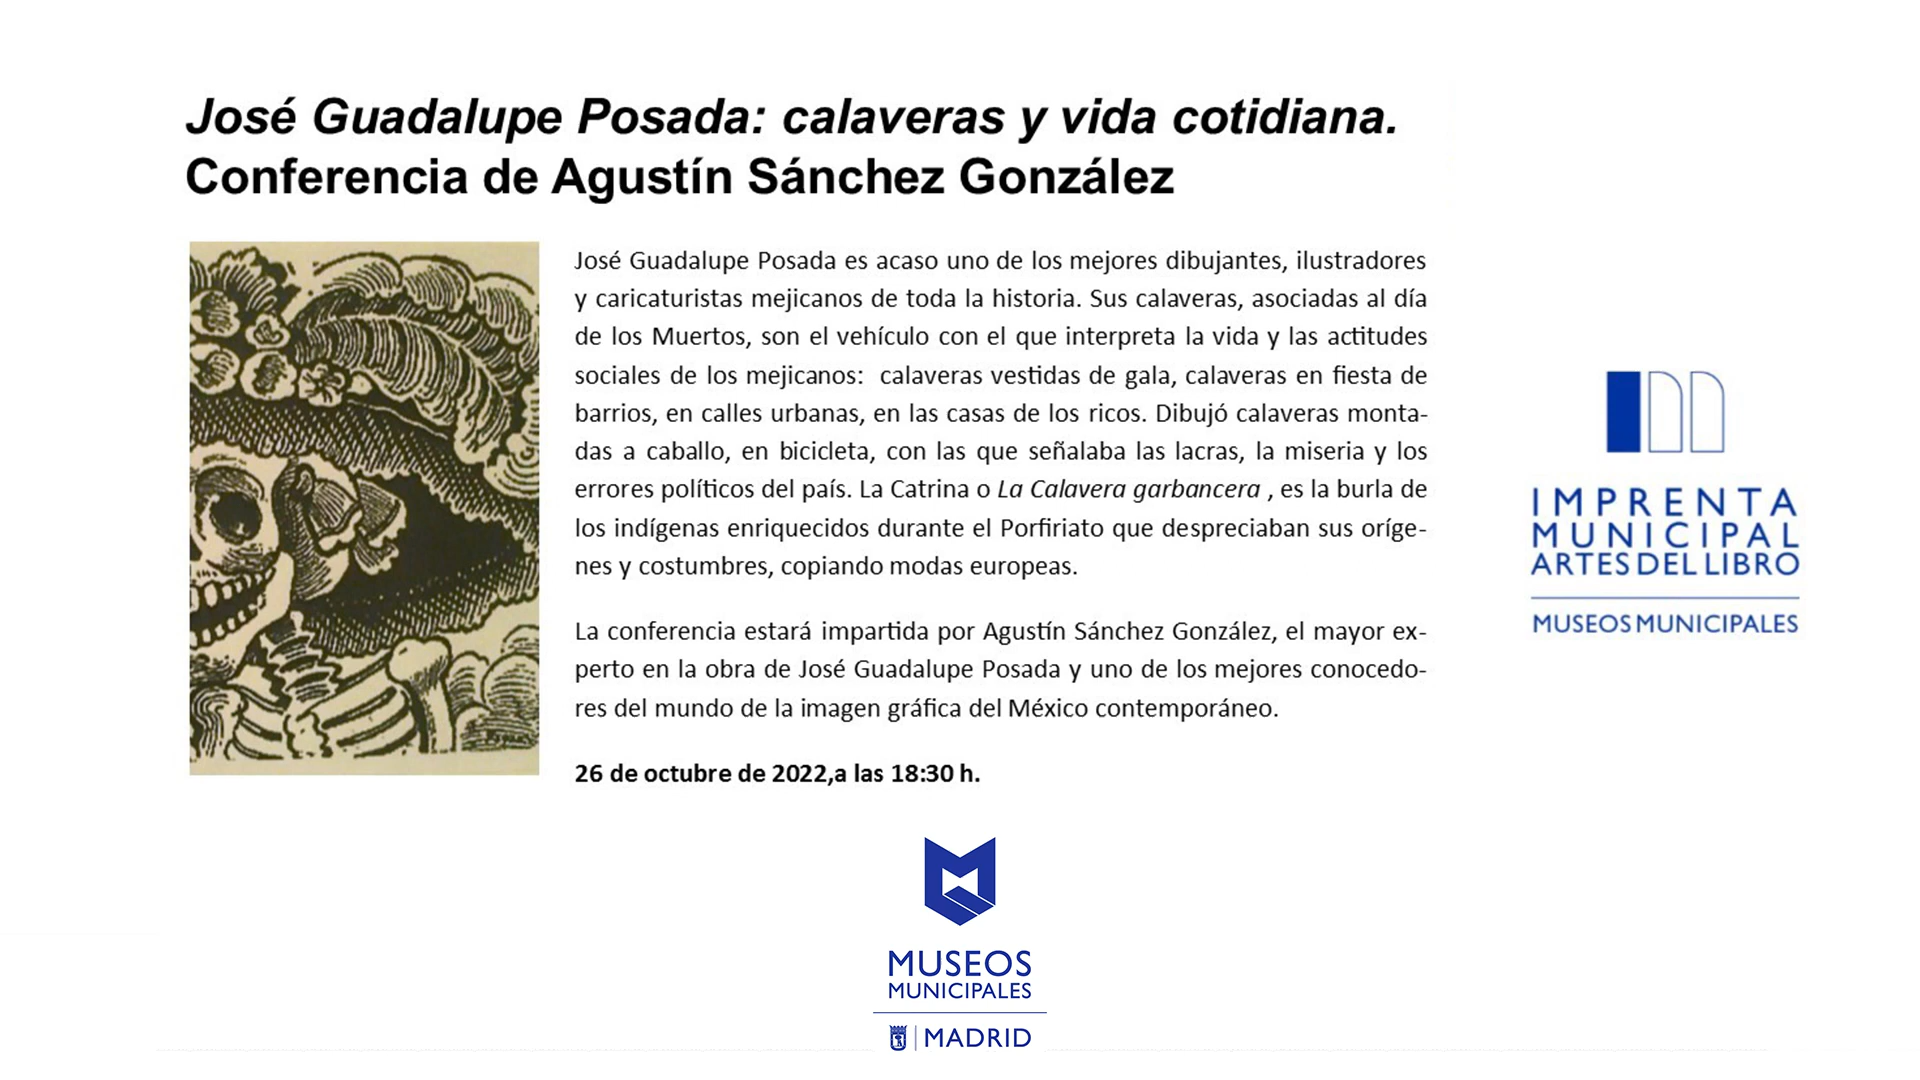 José Guadalupe Posada: calaveras y vida cotidiana.
Conferencia de Agustín Sánchez González
José Guadalupe Posada es acaso uno de los mejores dibujantes, ilustradores
y caricaturistas mejicanos de toda la historia. Sus calaveras, asociadas al día
de los Muertos, son el vehículo con el que interpreta la vida y las actitudes
sociales de los mejicanos:  calaveras vestidas de gala, calaveras en fiesta de
barrios, en calles urbanas, en las casas de los ricos. Dibujó calaveras monta-
das a caballo, en bicicleta, con las que señalaba las lacras, la miseria y los
errores políticos del país. La Catrina o La Calavera garbancera , es la burla de
los indígenas enriquecidos durante el Porfiriato que despreciaban sus oríge-
nes y costumbres, copiando modas europeas.
La conferencia estará impartida por Agustín Sánchez González, el mayor ex-
perto en la obra de José Guadalupe Posada y uno de los mejores conocedo-
res del mundo de la imagen gráfica del México contemporáneo.
26 de octubre de 2022,a las 18:30 h.
IMPRENTA
MUNICIPAL
ARTES DEL LIBRO
MUSEOS MUNICIPALES
MUSEOS
MUNICIPALES
MADRID